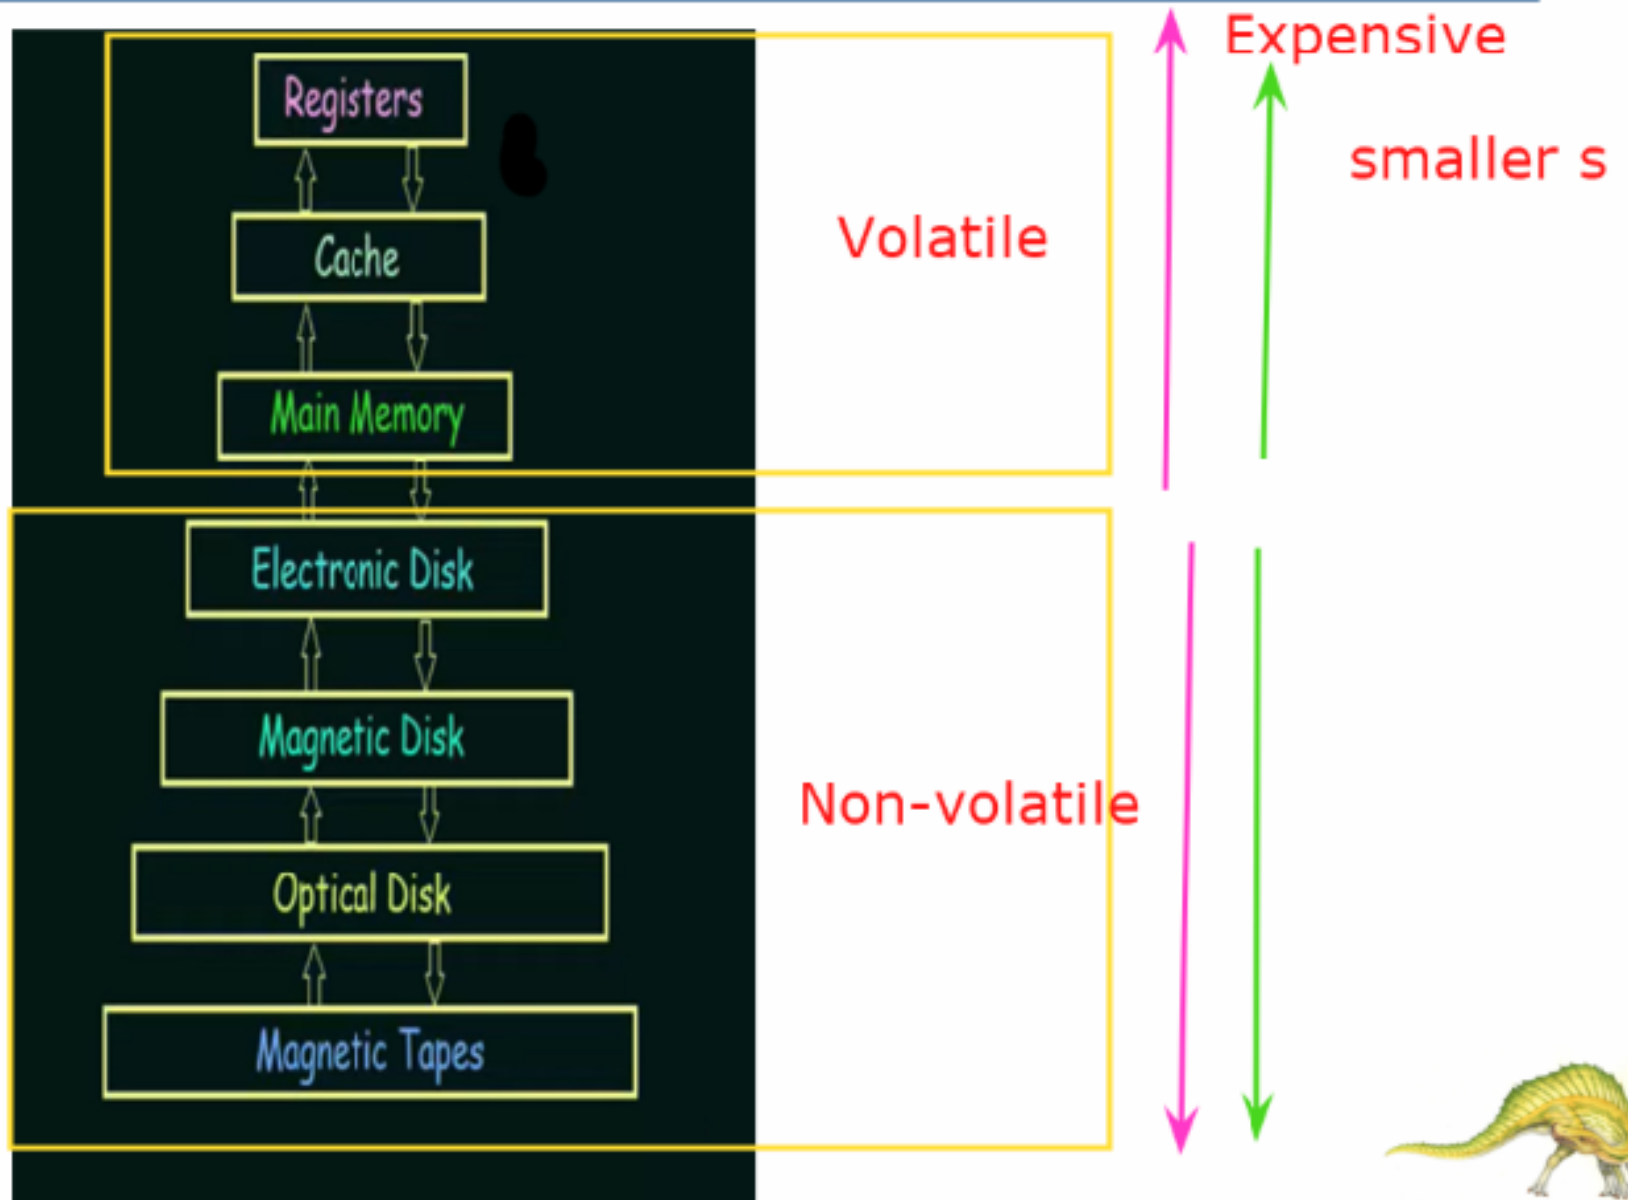 Expensive
Registers
smaller s
Volatile
Cache
Main Memory
Electronic Disk
Magnetic Disk
Non-volatile
Optical Disk
Magnetic Tapes